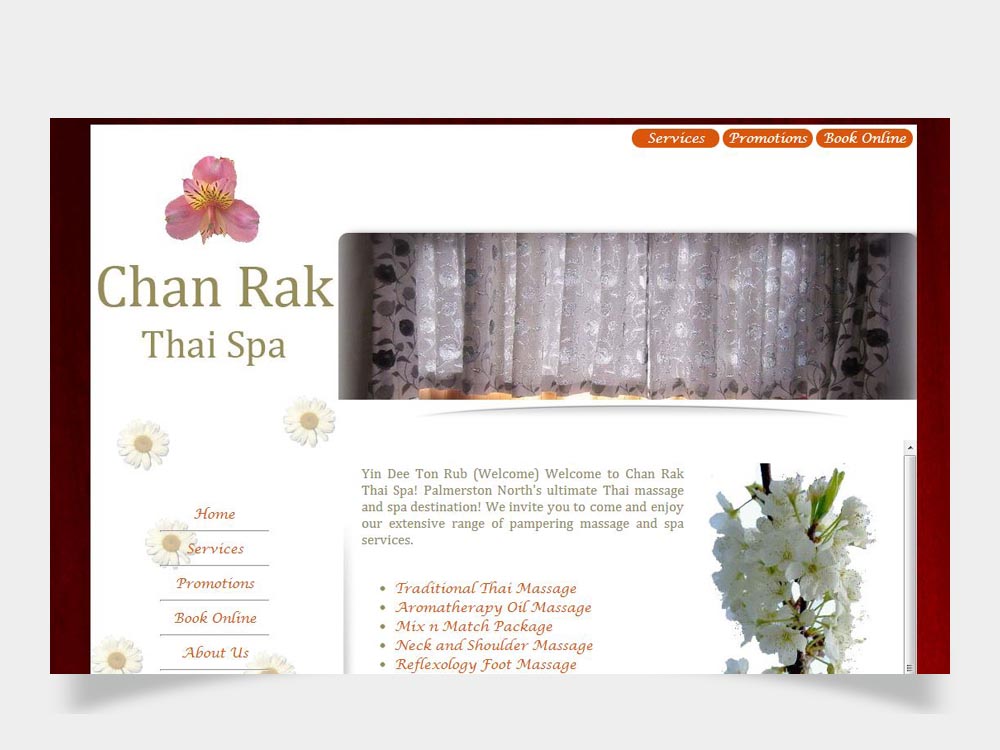 Services Promotions Book Online
Chan Rak
Thai Spa
Home
Services
Promotions
Book Online
About Us
Yin Dee Ton Rub (Welcome) Welcome to Chan Rak
Thai Spa! Palmerston North's ultimate Thai massage
and spa destination! We invite you to come and enjoy
our extensive range of pampering massage and spa
services.
• Traditional Thai Massage
• Aromatherapy Oil Massage
• Mix n Match Package
• Neck and Shoulder Massage
• Reflexology Foot Massage